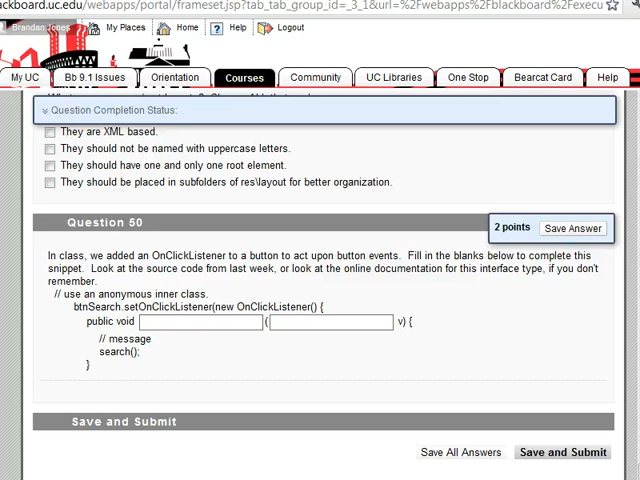 ackboard.uc.edu/webapps/portal/frameset.jsp?tab_tab_group_id=_3_1&url=%2Fwebapps%2Fblackboard%2Fexecu
Brandan Jones My Places Home ? Help Logout
My UC Bb 9.1 Issues Orientation Courses Community UC Libraries One Stop Bearcat Card Help
Question Completion Status:
They are XML based.
They should not be named with uppercase letters.
They should have one and only one root element.
They should be placed in subfolders of res\layout for better organization.
Question 50
2 points Save Answer
In class, we added an OnClickListener to a button to act upon button events. Fill in the blanks below to complete this
snippet. Look at the source code from last week, or look at the online documentation for this interface type, if you don't
remember.
// use an anonymous inner class.
btnSearch.setOnClickListener(new OnClickListener() {
public void ( v) {
// message
search();
}
Save and Submit
Save All Answers Save and Submit